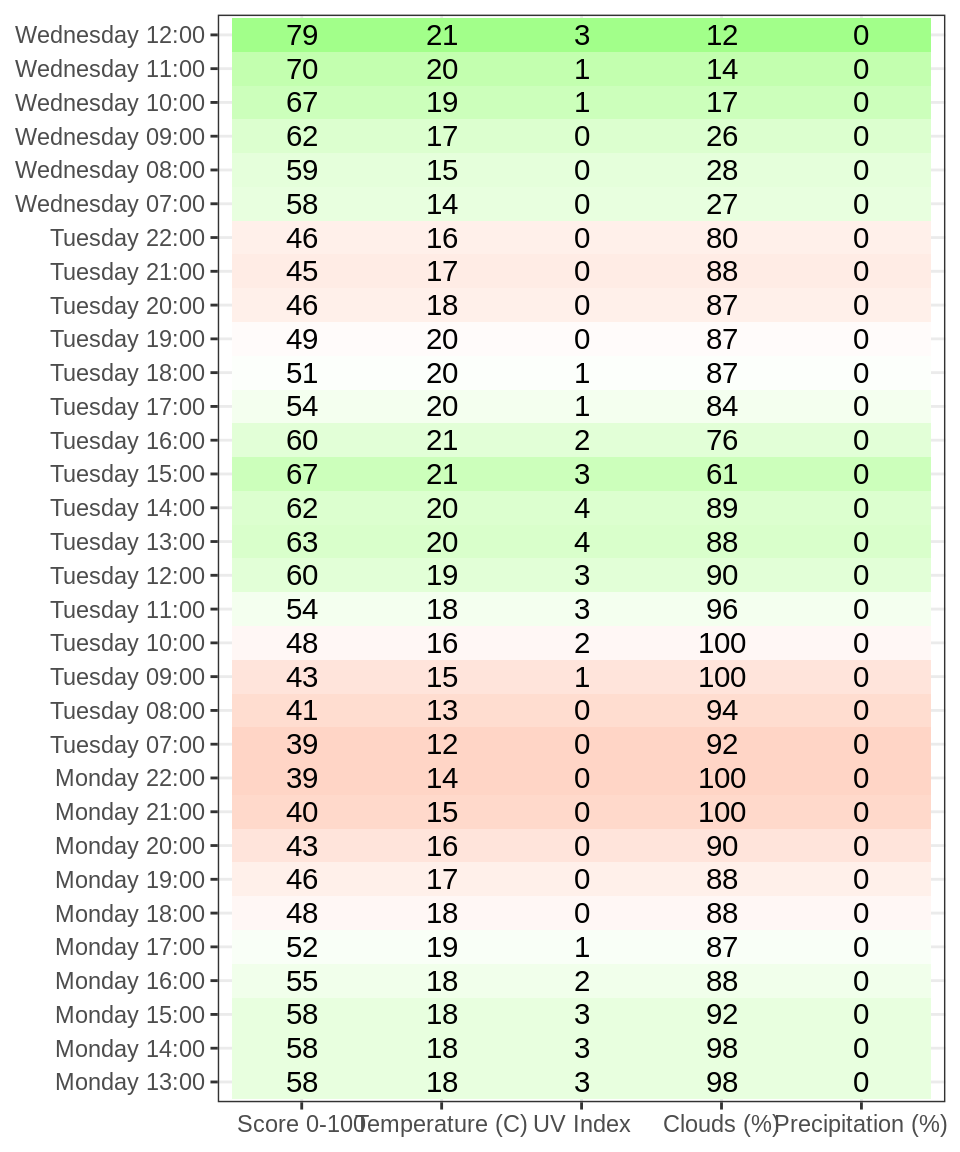 Wednesday 12:00 79 21 3 12 0
Wednesday 11:00 70 20 1 14 0
Wednesday 10:00 67 19 1 17 0
Wednesday 09:00 62 17 0 26 0
Wednesday 08:00 59 15 0 28 0
Wednesday 07:00 58 14 0 27 0
Tuesday 22:00 46 16 0 80 0
Tuesday 21:00 45 17 0 88 0
Tuesday 20:00 46 18 0 87 0
Tuesday 19:00 49 20 0 87 0
Tuesday 18:00 51 20 1 87 0
Tuesday 17:00 54 20 1 84 0
Tuesday 16:00 60 21 2 76 0
Tuesday 15:00 67 21 3 61 0
Tuesday 14:00 62 20 4 89 0
Tuesday 13:00 63 20 4 88 0
Tuesday 12:00 60 19 3 90 0
Tuesday 11:00 54 18 3 96 0
Tuesday 10:00 48 16 2 100 0
Tuesday 09:00 43 15 1 100 0
Tuesday 08:00 41 13 0 94 0
Tuesday 07:00 39 12 0 92 0
Monday 22:00 39 14 0 100 0
Monday 21:00 40 15 0 100 0
Monday 20:00 43 16 0 90 0
Monday 19:00 46 17 0 88 0
Monday 18:00 48 18 0 88 0
Monday 17:00 52 19 1 87 0
Monday 16:00 55 18 2 88 0
Monday 15:00 58 18 3 92 0
Monday 14:00 58 18 3 98 0
Monday 13:00 58 18 3 98 0
Score 0-100 Temperature (C) UV Index Clouds (%) Precipitation (%)